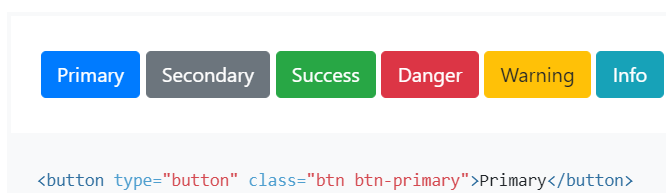 Primary Secondary Success Danger Warning Info
<button type="button" class="btn btn-primary">Primary</button>